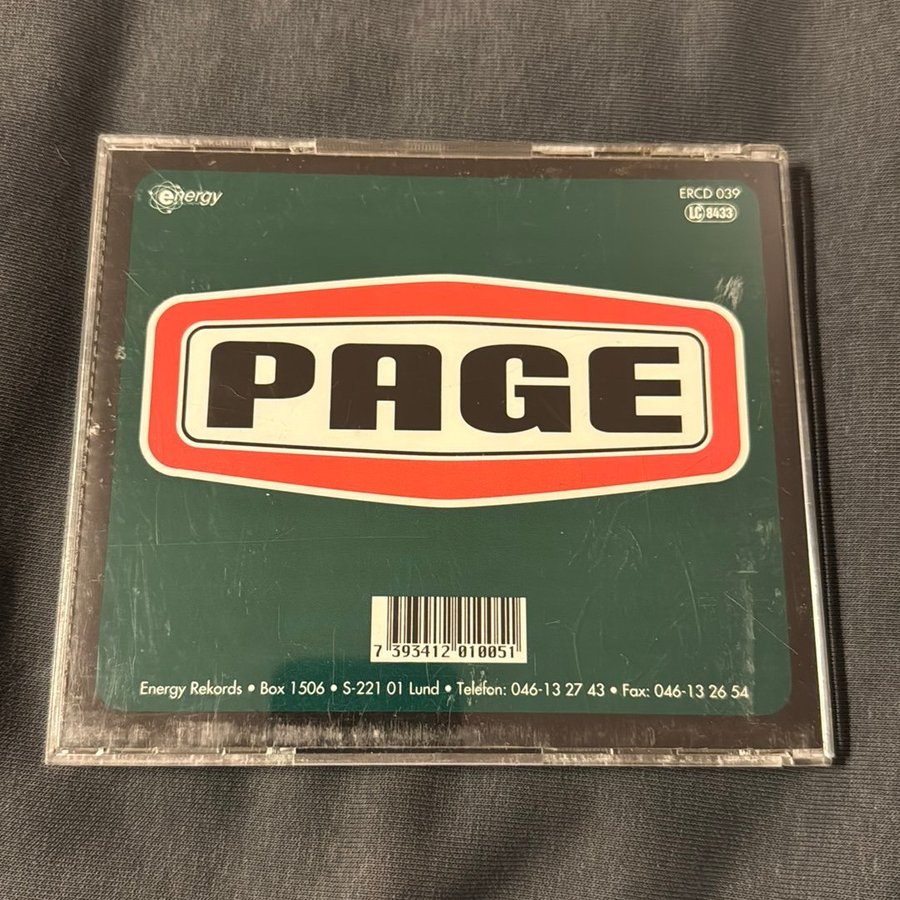 energy
ERCD 039
LC 8433
PAGE
7 393412 010051
Energy Rekords • Box 1506 • S-221 01 Lund • Telefon: 046-13 27 43 • Fax: 046-13 26 54